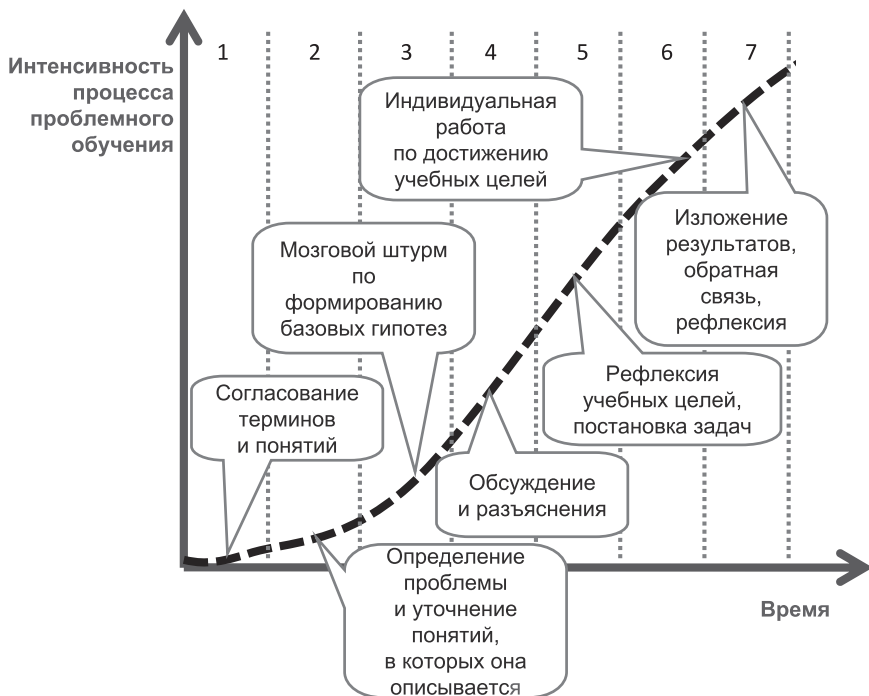 1 2 3 4 5 6 7
Интенсивность
процесса
проблемного
обучения
Индивидуальная
работа
по достижению
учебных целей
Изложение
результатов,
обратная
связь,
рефлексия
Мозговой штурм
по
формированию
базовых гипотез
Рефлексия
учебных целей,
постановка задач
Согласование
терминов
и понятий
Обсуждение
и разъяснения
Определение
проблемы
и уточнение
понятий,
в которых она
описывается
Время